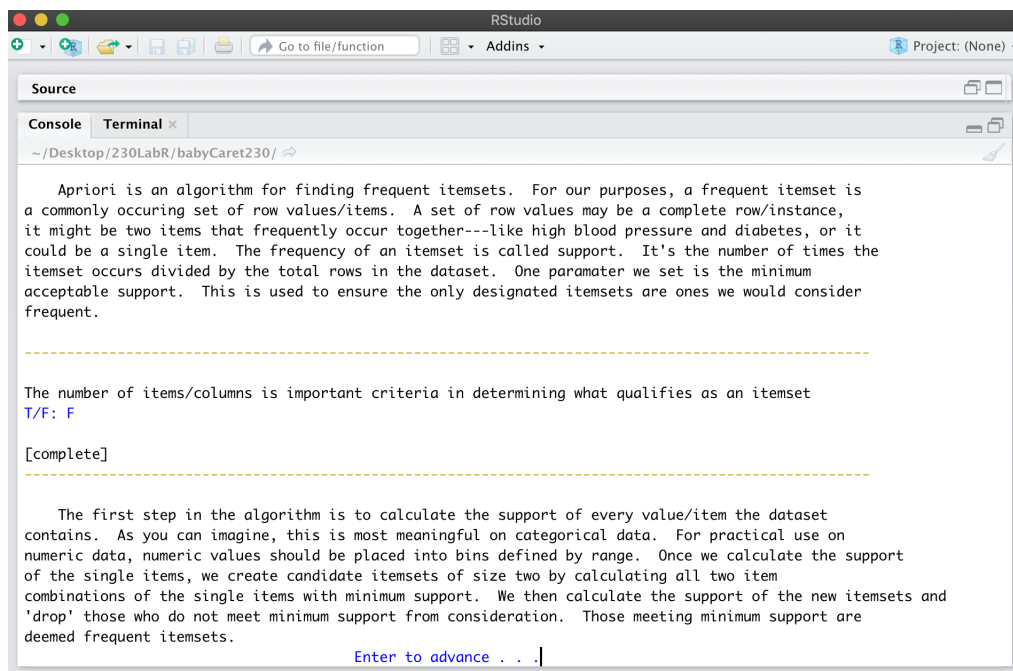 RStudio
Go to file/function
Addins
Project: (None)
Source
Console
Terminal
~/Desktop/230LabR/babyCaret230/
Apriori is an algorithm for finding frequent itemsets.  For our purposes, a frequent itemset is
a commonly occuring set of row values/items.  A set of row values may be a complete row/instance,
it might be two items that frequently occur together---like high blood pressure and diabetes, or it
could be a single item.  The frequency of an itemset is called support.  It's the number of times the
itemset occurs divided by the total rows in the dataset.  One paramater we set is the minimum
acceptable support.  This is used to ensure the only designated itemsets are ones we would consider
frequent.
------------------------------------------------------------------------------------------
The number of items/columns is important criteria in determining what qualifies as an itemset
T/F: F
[complete]
------------------------------------------------------------------------------------------
The first step in the algorithm is to calculate the support of every value/item the dataset
contains.  As you can imagine, this is most meaningful on categorical data.  For practical use on
numeric data, numeric values should be placed into bins defined by range.  Once we calculate the support
of the single items, we create candidate itemsets of size two by calculating all two item
combinations of the single items with minimum support.  We then calculate the support of the new itemsets and
'drop' those who do not meet minimum support from consideration.  Those meeting minimum support are
deemed frequent itemsets.
Enter to advance . . .